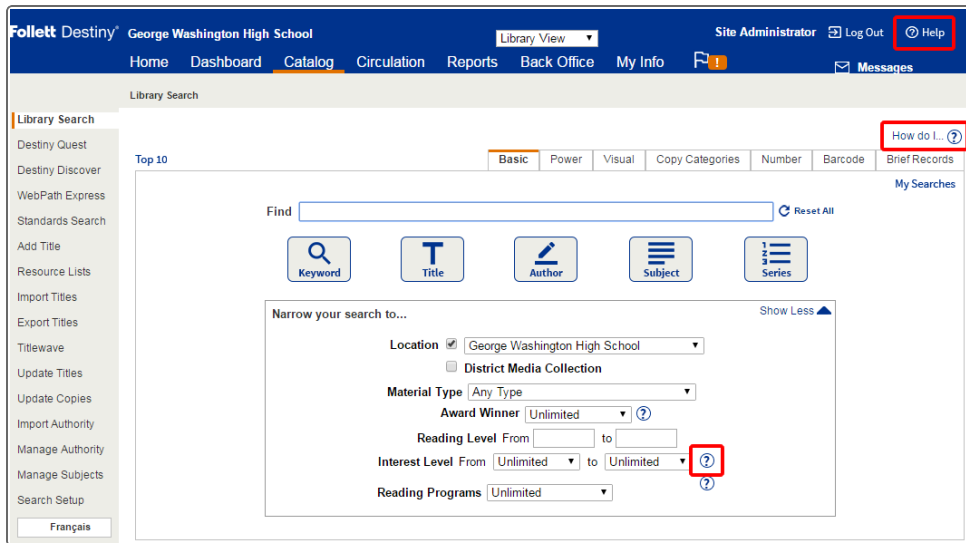 Follett Destiny® George Washington High School Library View Site Administrator Log Out Help
Home Dashboard Catalog Circulation Reports Back Office My Info ! Messages
Library Search
Library Search
Destiny Quest
Destiny Discover
WebPath Express
Standards Search
Add Title
Resource Lists
Import Titles
Export Titles
Titlewave
Update Titles
Update Copies
Import Authority
Manage Authority
Manage Subjects
Search Setup
Français
How do I... ?
Top 10 Basic Power Visual Copy Categories Number Barcode Brief Records
My Searches
Find Reset All
Keyword Title Author Subject Series
Narrow your search to... Show Less
Location George Washington High School
District Media Collection
Material Type Any Type
Award Winner Unlimited ?
Reading Level From to
Interest Level From Unlimited to Unlimited ?
Reading Programs Unlimited ?